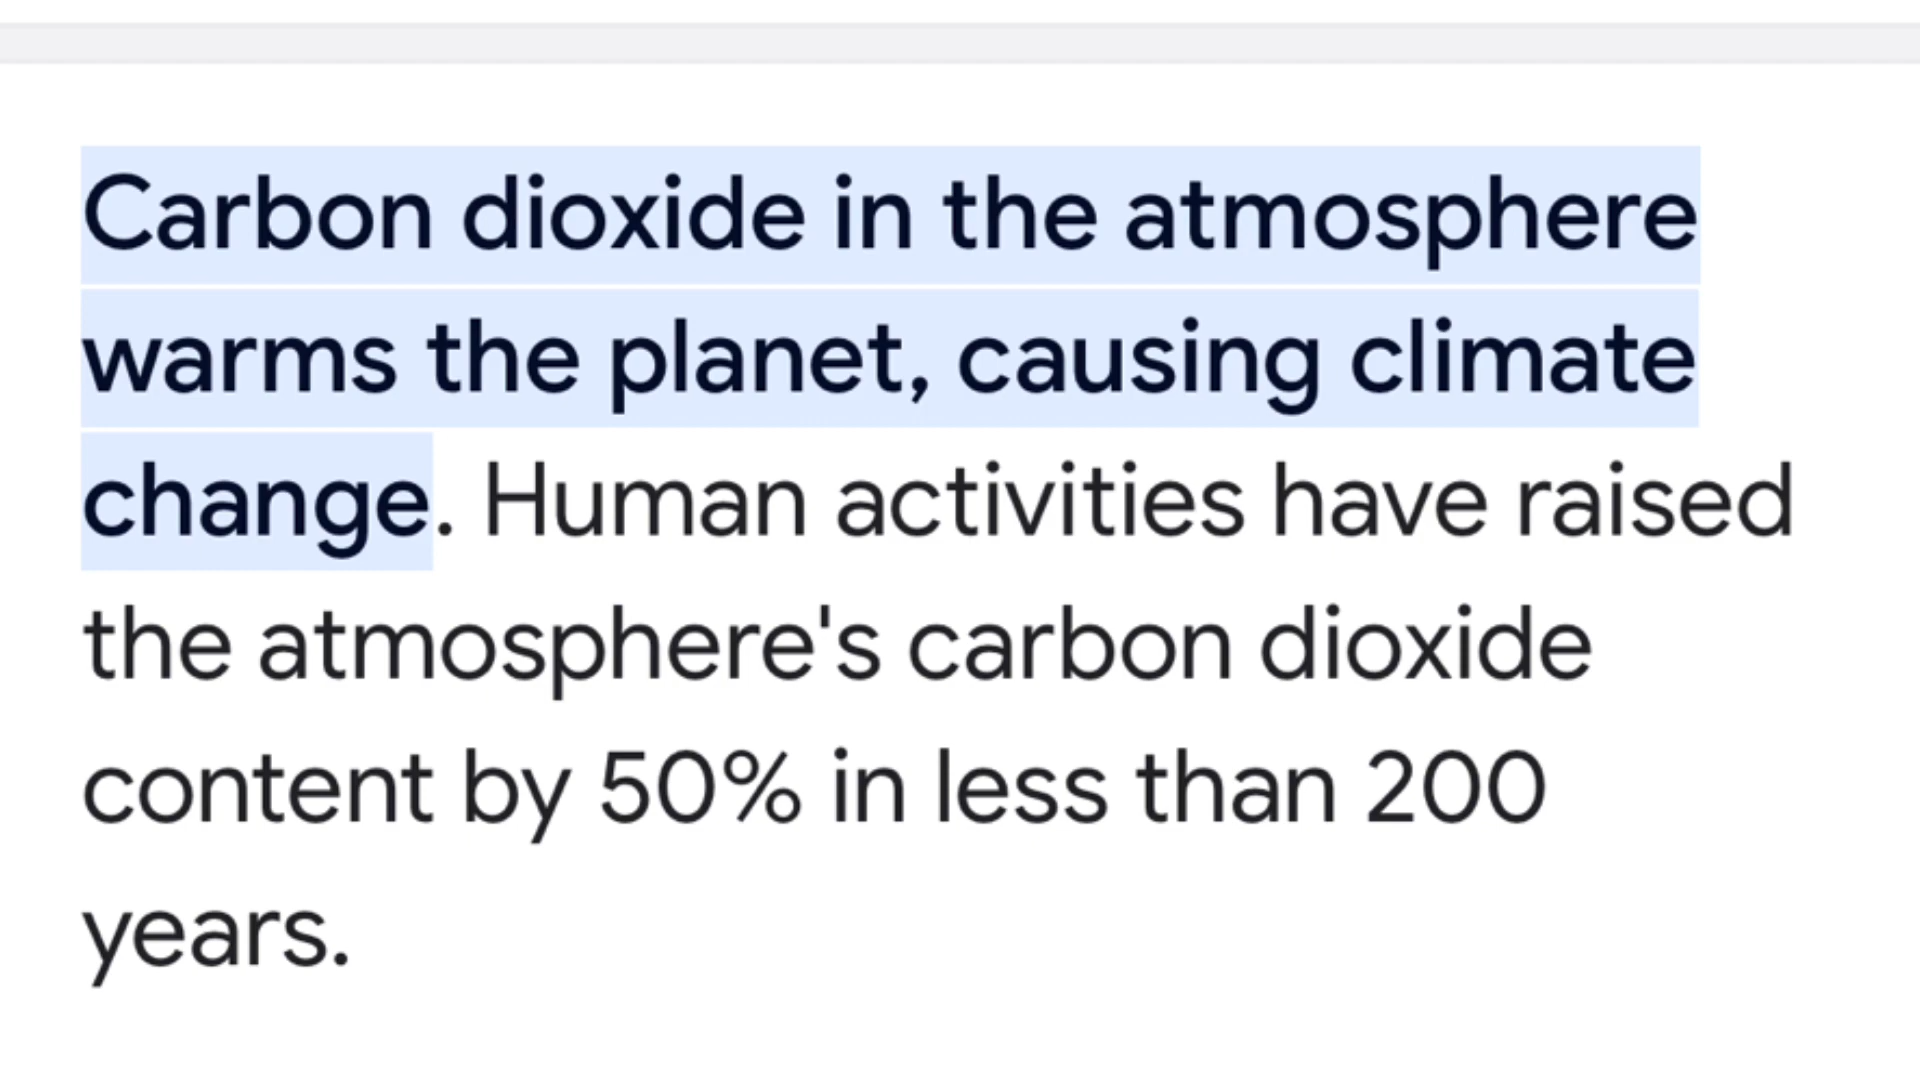 Carbon dioxide in the atmosphere
warms the planet, causing climate
change. Human activities have raised
the atmosphere's carbon dioxide
content by 50% in less than 200
years.